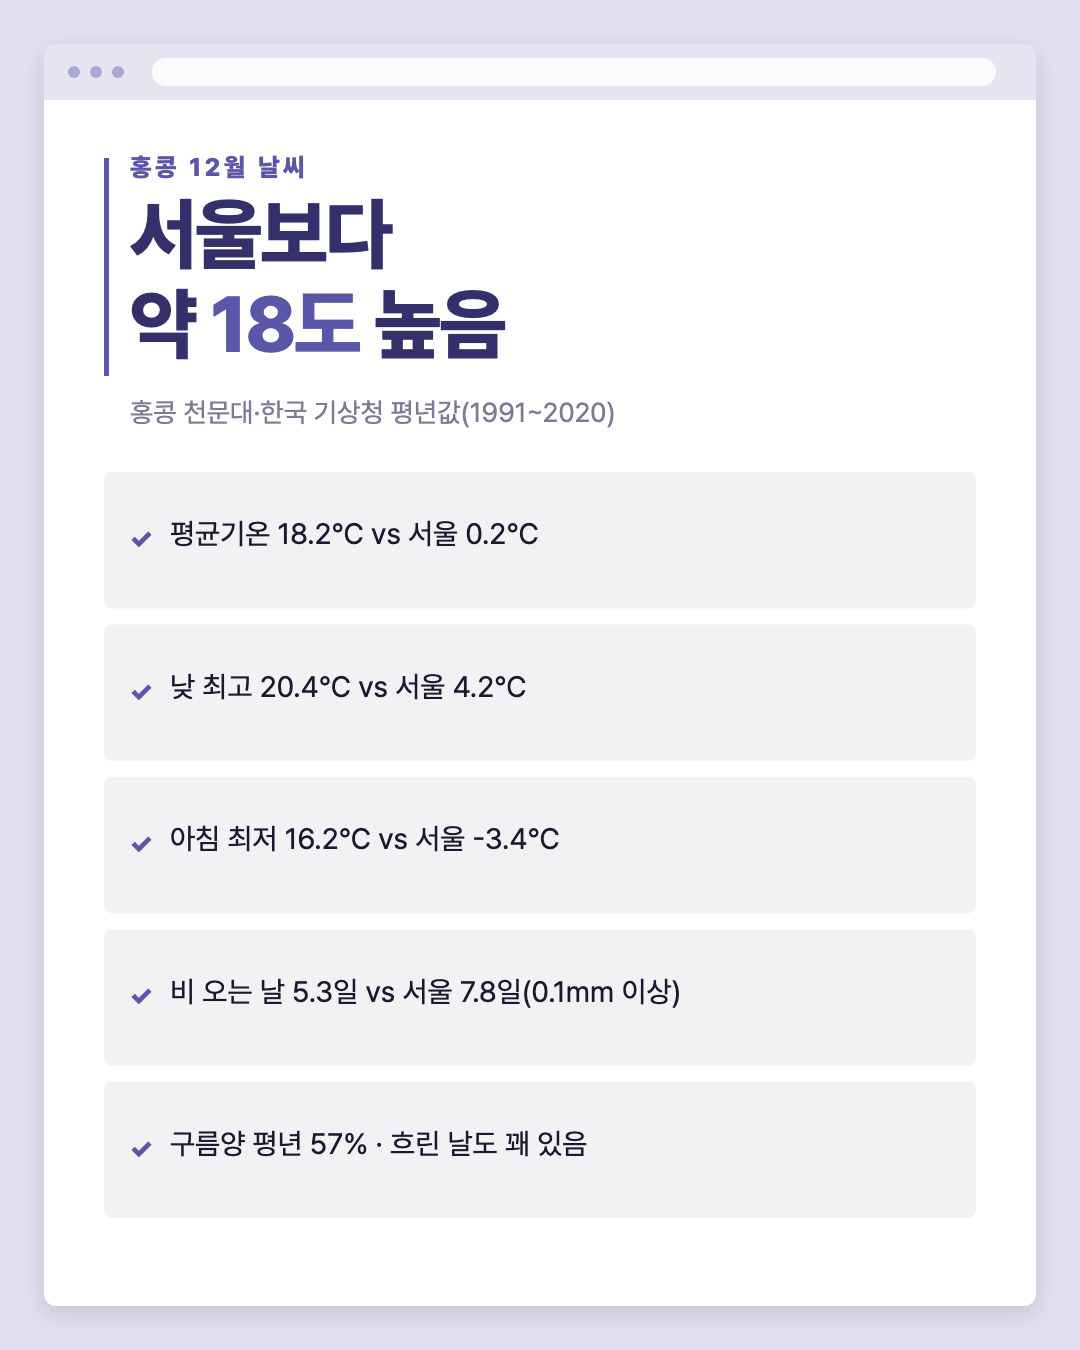 홍콩 12월 날씨
서울보다
약 18도 높음
홍콩 천문대·한국 기상청 평년값(1991~2020)
평균기온 18.2°C vs 서울 0.2°C
낮 최고 20.4°C vs 서울 4.2°C
아침 최저 16.2°C vs 서울 -3.4°C
비 오는 날 5.3일 vs 서울 7.8일(0.1mm 이상)
구름양 평년 57% · 흐린 날도 꽤 있음